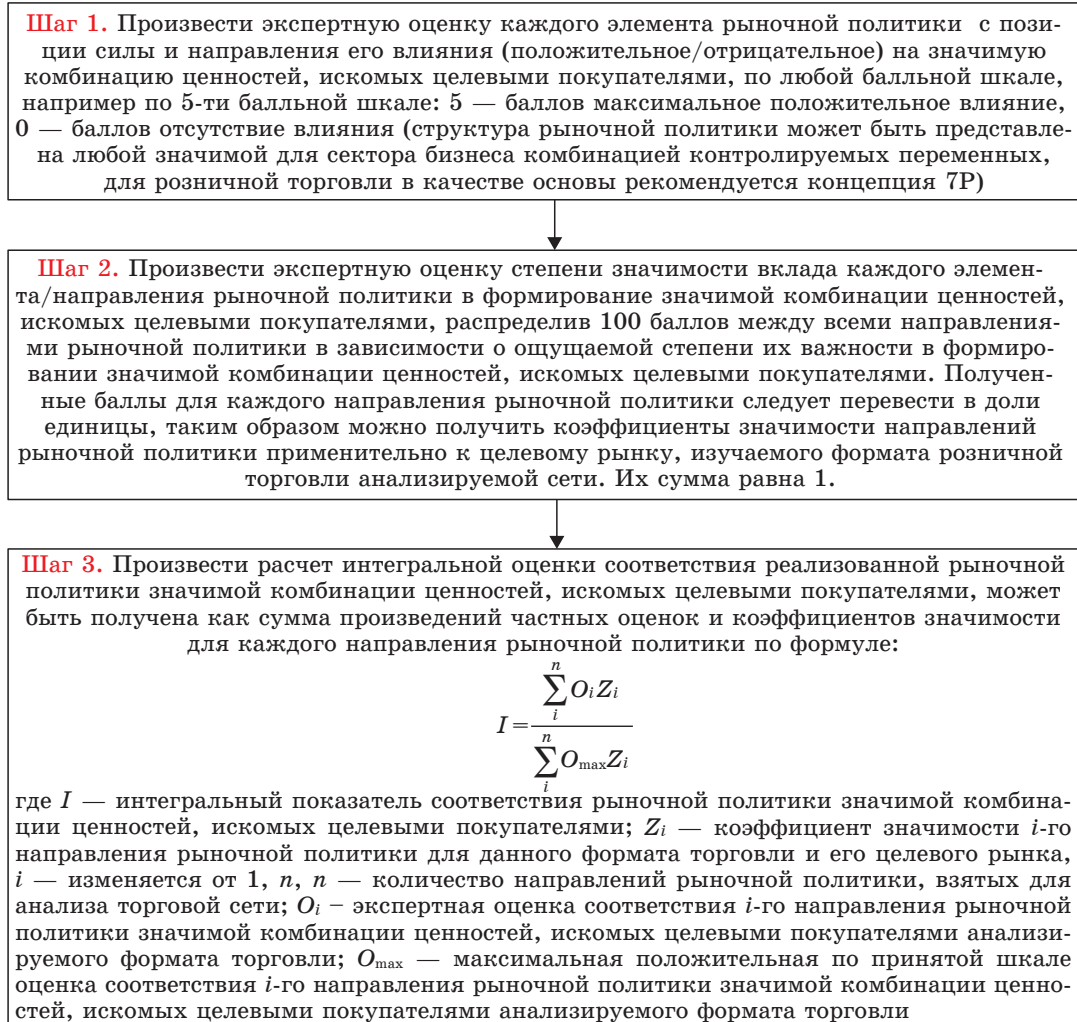 Шаг 1. Произвести экспертную оценку каждого элемента рыночной политики с пози-
ции силы и направления его влияния (положительное/отрицательное) на значимую
комбинацию ценностей, искомых целевыми покупателями, по любой балльной шкале,
например по 5-ти балльной шкале: 5 — баллов максимальное положительное влияние,
0 — баллов отсутствие влияния (структура рыночной политики может быть представле-
на любой значимой для сектора бизнеса комбинацией контролируемых переменных,
для розничной торговли в качестве основы рекомендуется концепция 7P)
Шаг 2. Произвести экспертную оценку степени значимости вклада каждого элемен-
та/направления рыночной политики в формирование значимой комбинации ценностей,
искомых целевыми покупателями, распределив 100 баллов между всеми направления-
ми рыночной политики в зависимости о ощущаемой степени их важности в формиро-
вании значимой комбинации ценностей, искомых целевыми покупателями. Получен-
ные баллы для каждого направления рыночной политики следует перевести в доли
единицы, таким образом можно получить коэффициенты значимости направлений
рыночной политики применительно к целевому рынку, изучаемого формата розничной
торговли анализируемой сети. Их сумма равна 1.
Шаг 3. Произвести расчет интегральной оценки соответствия реализованной рыночной
политики значимой комбинации ценностей, искомых целевыми покупателями, может
быть получена как сумма произведений частных оценок и коэффициентов значимости
для каждого направления рыночной политики по формуле:
I = \frac{\sum_{i}^{n} O_i Z_i}{\sum_{i}^{n} O_{\max} Z_i}
где I — интегральный показатель соответствия рыночной политики значимой комбина-
ции ценностей, искомых целевыми покупателями; Z_i — коэффициент значимости i-го
направления рыночной политики для данного формата торговли и его целевого рынка,
i — изменяется от 1, n, n — количество направлений рыночной политики, взятых для
анализа торговой сети; O_i – экспертная оценка соответствия i-го направления рыночной
политики значимой комбинации ценностей, искомых целевыми покупателями анализи-
руемого формата торговли; O_max — максимальная положительная по принятой шкале
оценка соответствия i-го направления рыночной политики значимой комбинации ценно-
стей, искомых целевыми покупателями анализируемого формата торговли